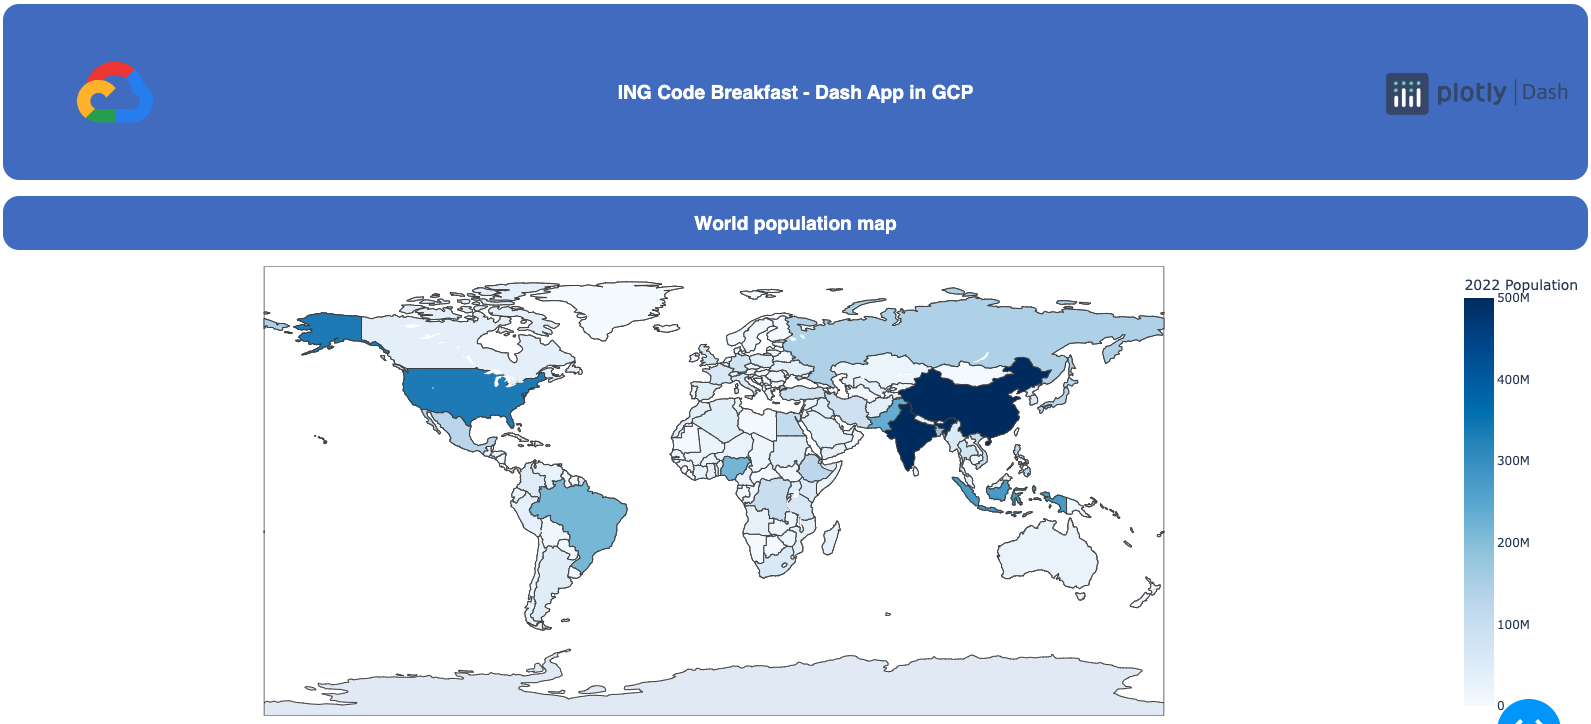 ING Code Breakfast - Dash App in GCP
plotly | Dash
World population map
2022 Population
500M
400M
300M
200M
100M
0